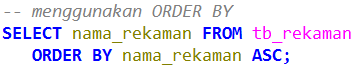 -- menggunakan ORDER BY
SELECT nama_rekaman FROM tb_rekaman
ORDER BY nama_rekaman ASC;